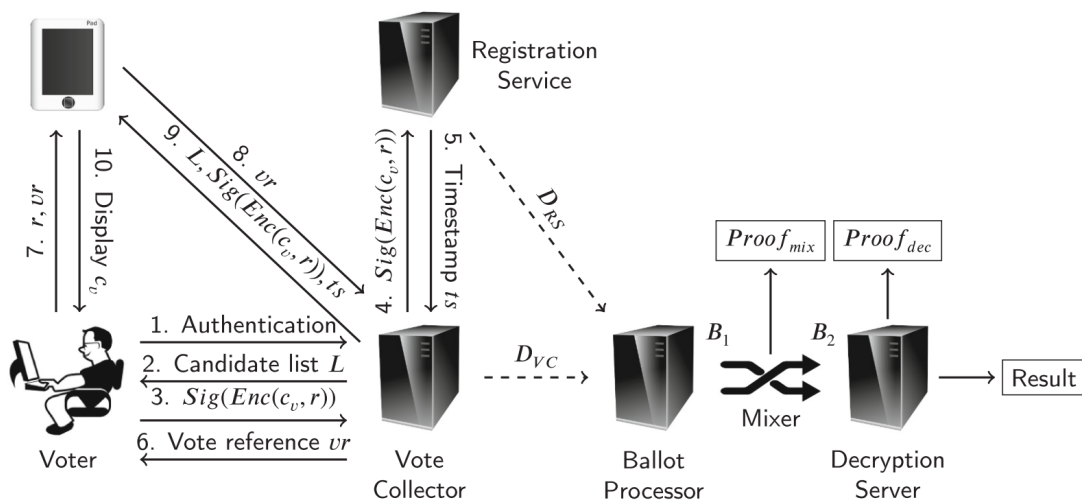 Pad
Registration
Service
7. r, vr
10. Display c_v
8. vr
9. L, Sig(Enc(c_v, r)), ts
4. Sig(Enc(c_v, r))
5. Timestamp ts
D_RS
Proof_mix
Proof_dec
1. Authentication
2. Candidate list L
3. Sig(Enc(c_v, r))
6. Vote reference vr
D_VC
B_1
B_2
Result
Voter
Vote
Collector
Ballot
Processor
Mixer
Decryption
Server